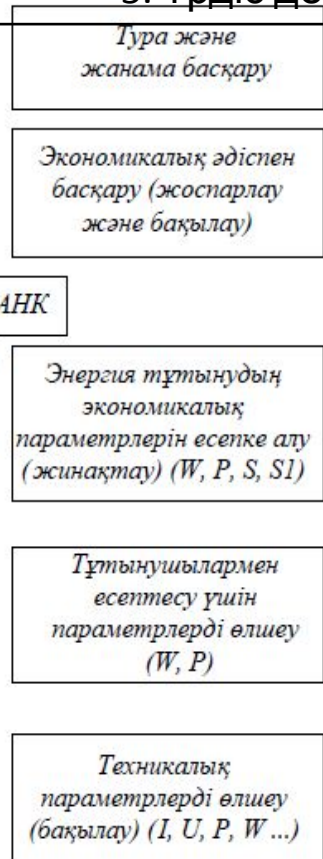 Тура және
жанама басқару
Экономикалық әдіспен
басқару (жоспарлау
және бақылау)
АНК
Энергия тұтынудың
экономикалық
параметрлерін есепке алу
(жинақтау) (W, P, S, S1)
Тұтынушылармен
есептесу үшін
параметрлерді өлшеу
(W, P)
Техникалық
параметрлерді өлшеу
(бақылау) (I, U, P, W ...)